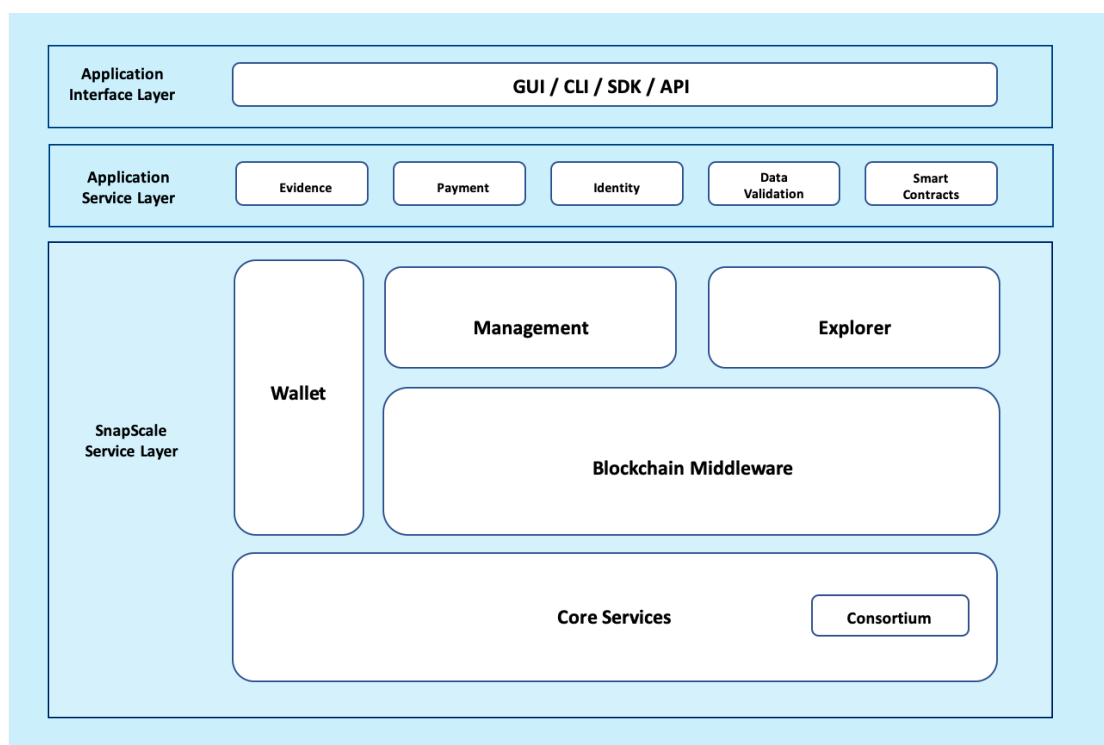 Application
Interface Layer
GUI / CLI / SDK / API
Application
Service Layer
Evidence
Payment
Identity
Data
Validation
Smart
Contracts
SnapScale
Service Layer
Wallet
Management
Explorer
Blockchain Middleware
Core Services
Consortium